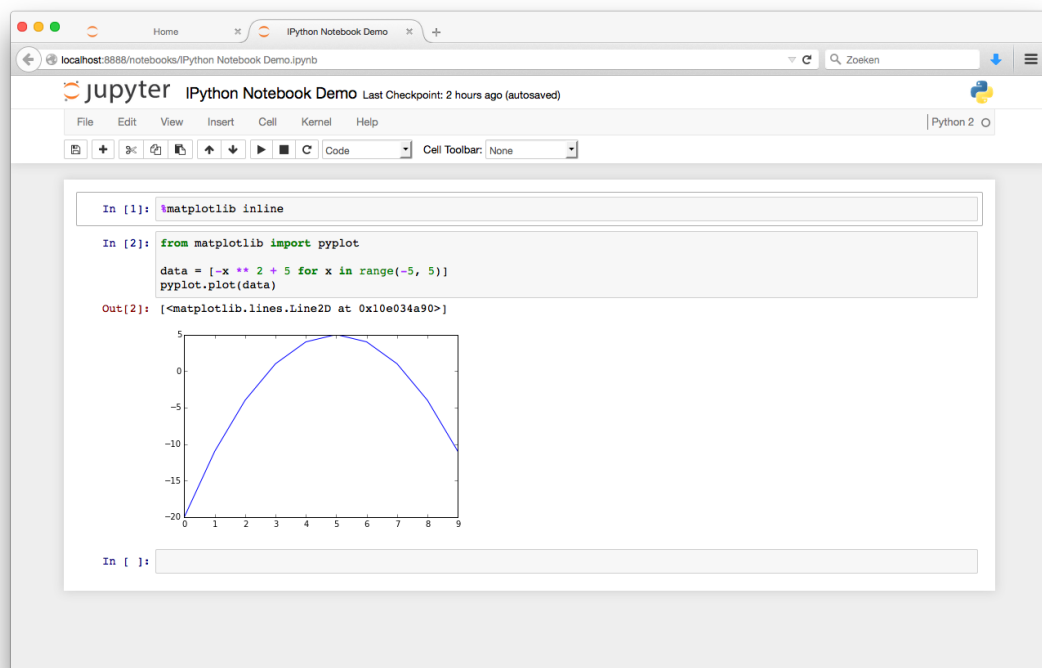 Home IPython Notebook Demo
localhost:8888/notebooks/IPython Notebook Demo.ipynb Zoeken
jupyter IPython Notebook Demo Last Checkpoint: 2 hours ago (autosaved)
File Edit View Insert Cell Kernel Help Python 2
Code Cell Toolbar: None
In [1]: %matplotlib inline
In [2]: from matplotlib import pyplot
data = [-x ** 2 + 5 for x in range(-5, 5)]
pyplot.plot(data)
Out[2]: [<matplotlib.lines.Line2D at 0x10e034a90>]
5
0
−5
−10
−15
−20
0 1 2 3 4 5 6 7 8 9
In [ ]: